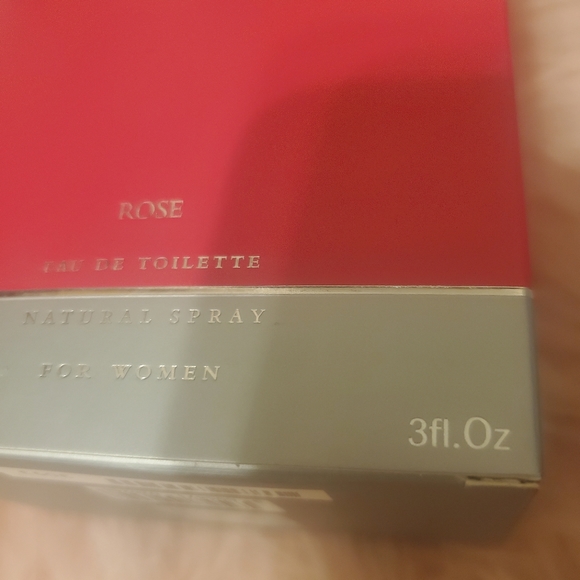 ROSE
EAU DE TOILETTE
NATURAL SPRAY
FOR WOMEN
3fl.Oz